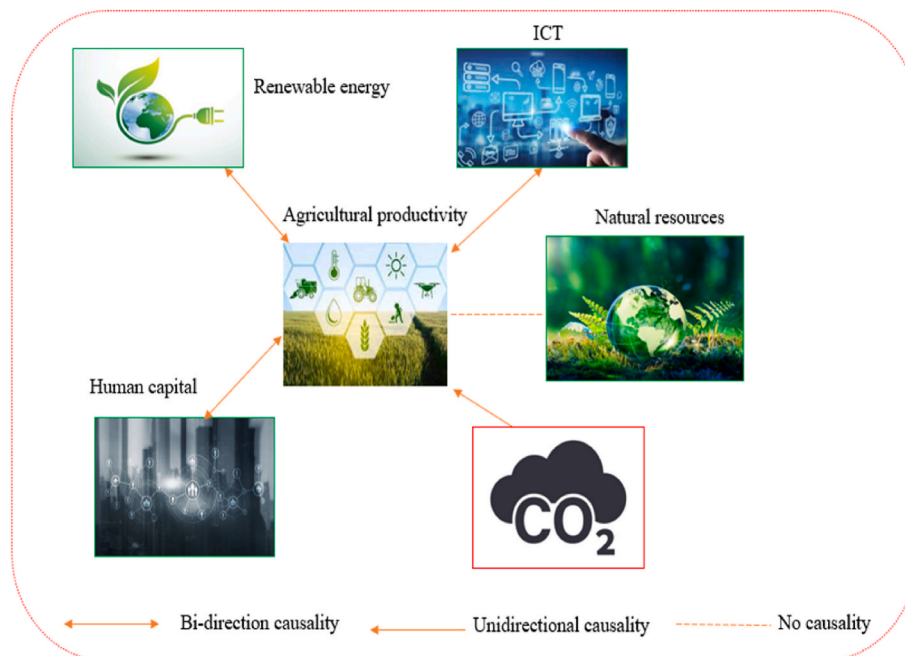 ICT
Renewable energy
Agricultural productivity
Natural resources
Human capital
CO2
Bi-direction causality
Unidirectional causality
No causality